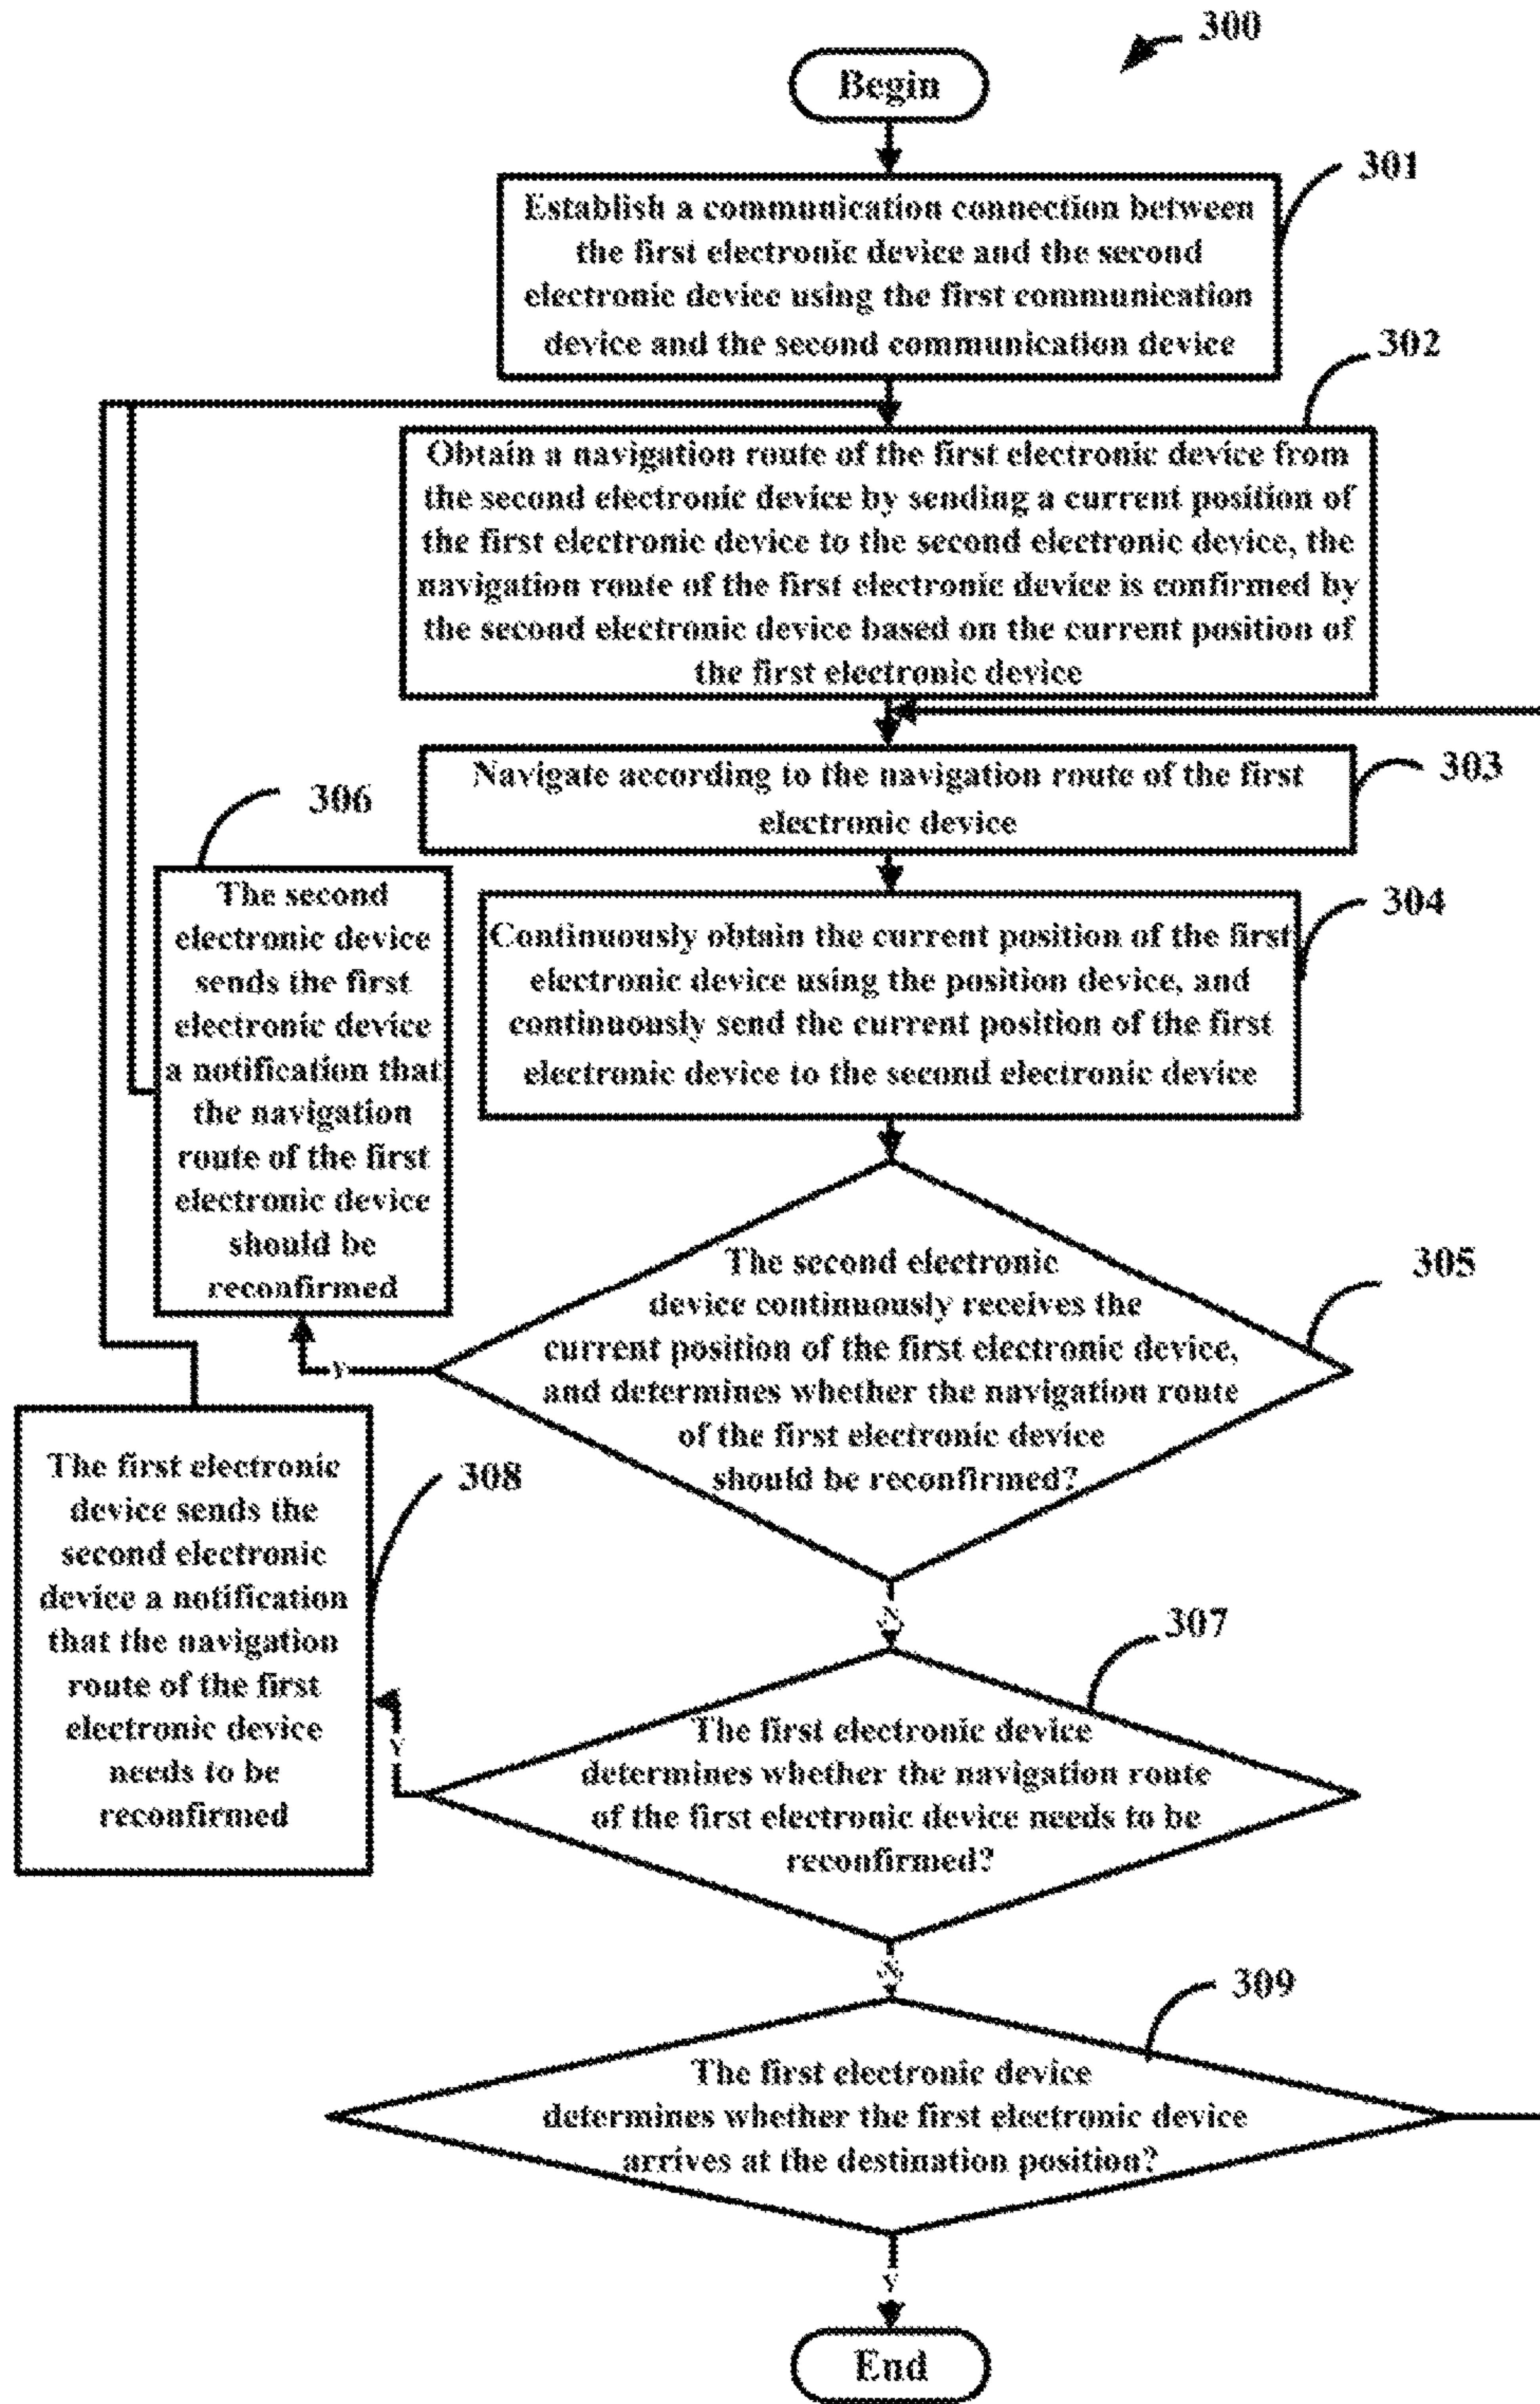 300
Begin
301
Establish a communication connection between
the first electronic device and the second
electronic device using the first communication
device and the second communication device
302
Obtain a navigation route of the first electronic device from
the second electronic device by sending a current position of
the first electronic device to the second electronic device, the
navigation route of the first electronic device is confirmed by
the second electronic device based on the current position of
the first electronic device
303
Navigate according to the navigation route of the first
electronic device
304
Continuously obtain the current position of the first
electronic device using the position device, and
continuously send the current position of the first
electronic device to the second electronic device
306
The second
electronic device
sends the first
electronic device
a notification that
the navigation
route of the first
electronic device
should be
reconfirmed
305
The second electronic
device continuously receives the
current position of the first electronic device,
and determines whether the navigation route
of the first electronic device
should be reconfirmed?
Y
N
308
The first electronic
device sends the
second electronic
device a notification
that the navigation
route of the first
electronic device
needs to be
reconfirmed
307
The first electronic device
determines whether the navigation route
of the first electronic device needs to be
reconfirmed?
Y
N
309
The first electronic device
determines whether the first electronic device
arrives at the destination position?
Y
End